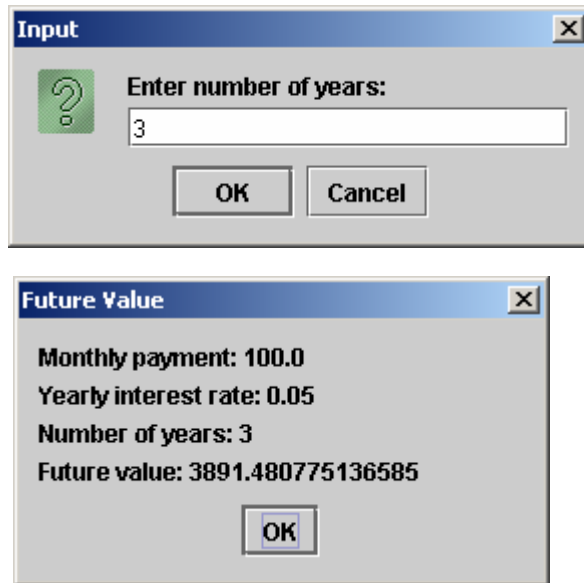 Input
Enter number of years:
3
OK Cancel
Future Value
Monthly payment: 100.0
Yearly interest rate: 0.05
Number of years: 3
Future value: 3891.480775136585
OK